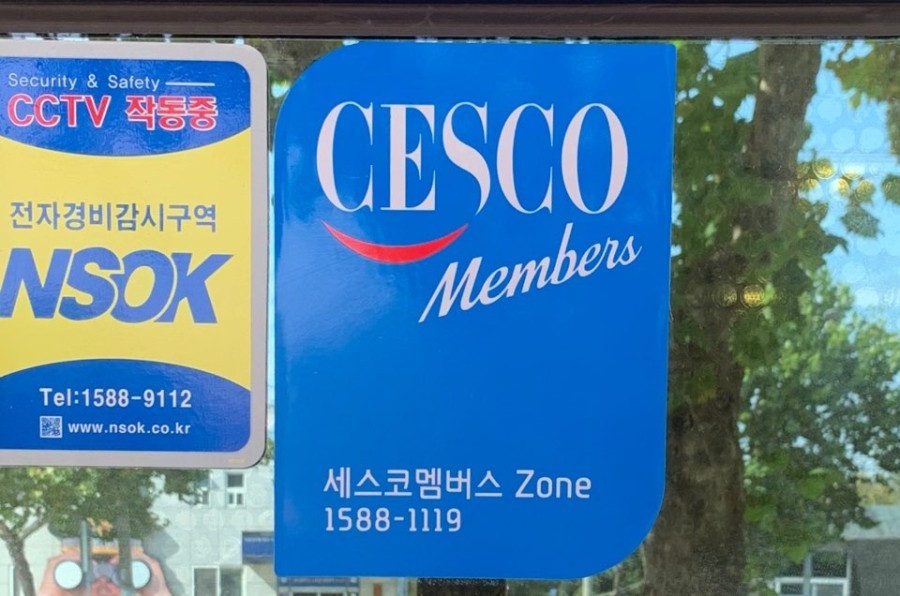 Security & Safety
CCTV 작동중
전자경비감시구역
NSOK
Tel:1588-9112
www.nsok.co.kr
CESCO
Members
세스코멤버스 Zone
1588-1119